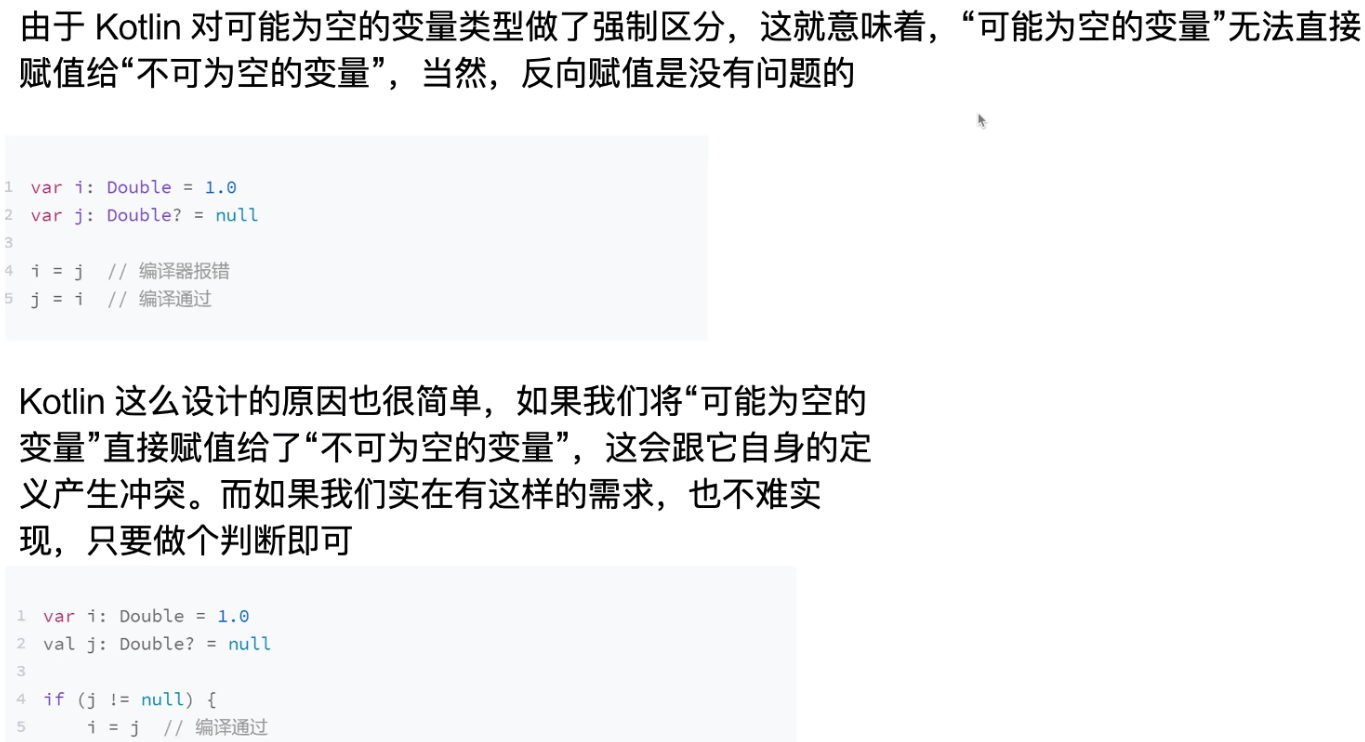 由于 Kotlin 对可能为空的变量类型做了强制区分，这就意味着，“可能为空的变量”无法直接
赋值给“不可为空的变量”，当然，反向赋值是没有问题的
1 var i: Double = 1.0
2 var j: Double? = null
3
4 i = j  // 编译器报错
5 j = i  // 编译通过
Kotlin 这么设计的原因也很简单，如果我们将“可能为空的
变量”直接赋值给了“不可为空的变量”，这会跟它自身的定
义产生冲突。而如果我们实在有这样的需求，也不难实
现，只要做个判断即可
1 var i: Double = 1.0
2 val j: Double? = null
3
4 if (j != null) {
5     i = j  // 编译通过